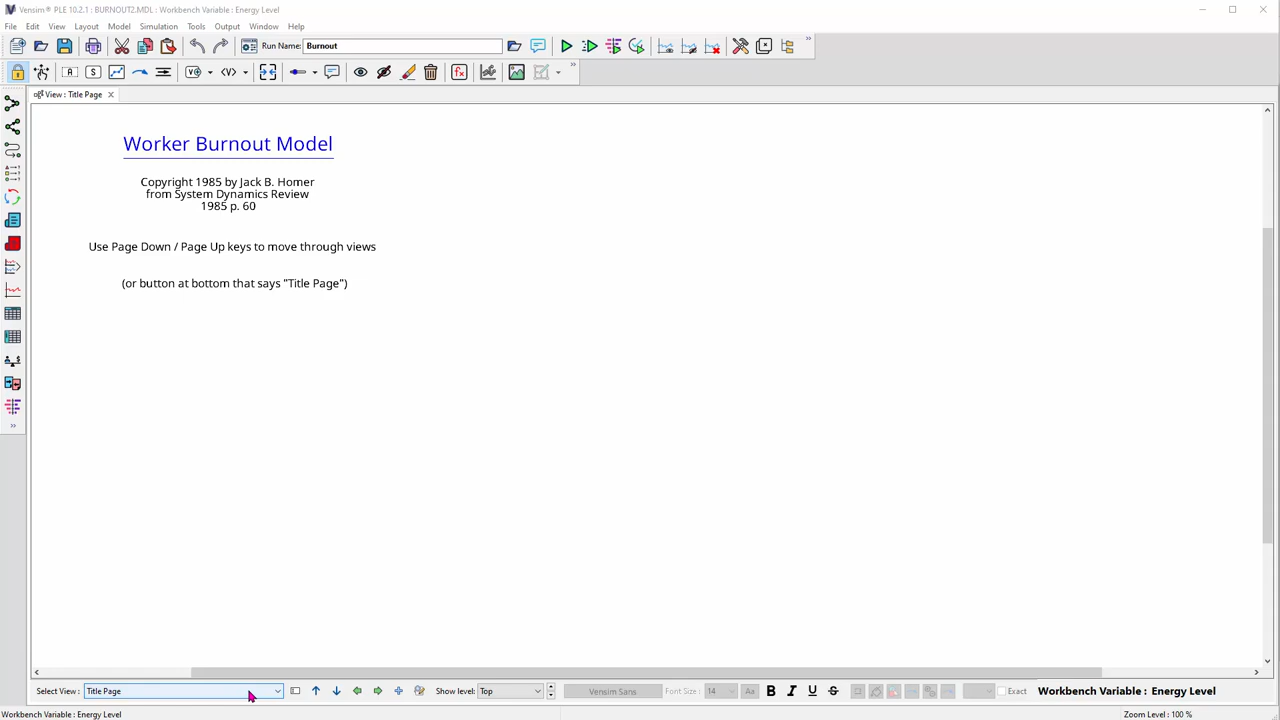 Vensim PLE 10.2.1 : BURNOUT2.MDL : Workbench Variable : Energy Level
File Edit View Layout Model Simulation Tools Output Window Help
Run Name: Burnout
View : Title Page
Worker Burnout Model
Copyright 1985 by Jack B. Homer
from System Dynamics Review
1985 p. 60
Use Page Down / Page Up keys to move through views
(or button at bottom that says "Title Page")
Select View : Title Page Show level: Top Vensim Sans Font Size : 14 Aa B I U S Exact Workbench Variable : Energy Level
Workbench Variable : Energy Level Zoom Level : 100 %